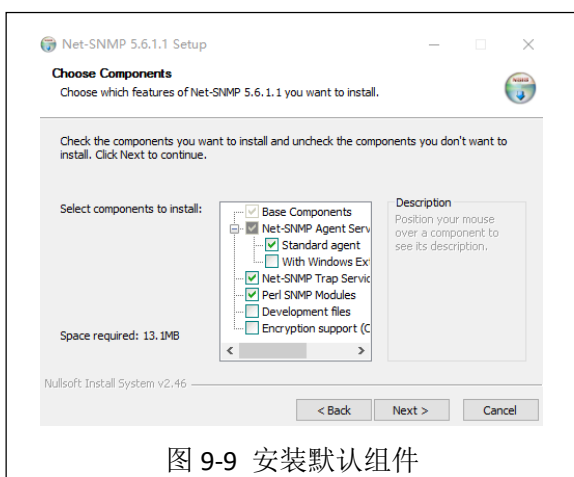 Net-SNMP 5.6.1.1 Setup
Choose Components
Choose which features of Net-SNMP 5.6.1.1 you want to install.
Check the components you want to install and uncheck the components you don't want to
install. Click Next to continue.
Select components to install:
Base Components
Net-SNMP Agent Serv
Standard agent
With Windows Ex
Net-SNMP Trap Servic
Perl SNMP Modules
Development files
Encryption support (C
Description
Position your mouse
over a component to
see its description.
Space required: 13.1MB
Nullsoft Install System v2.46
< Back
Next >
Cancel
图 9-9 安装默认组件